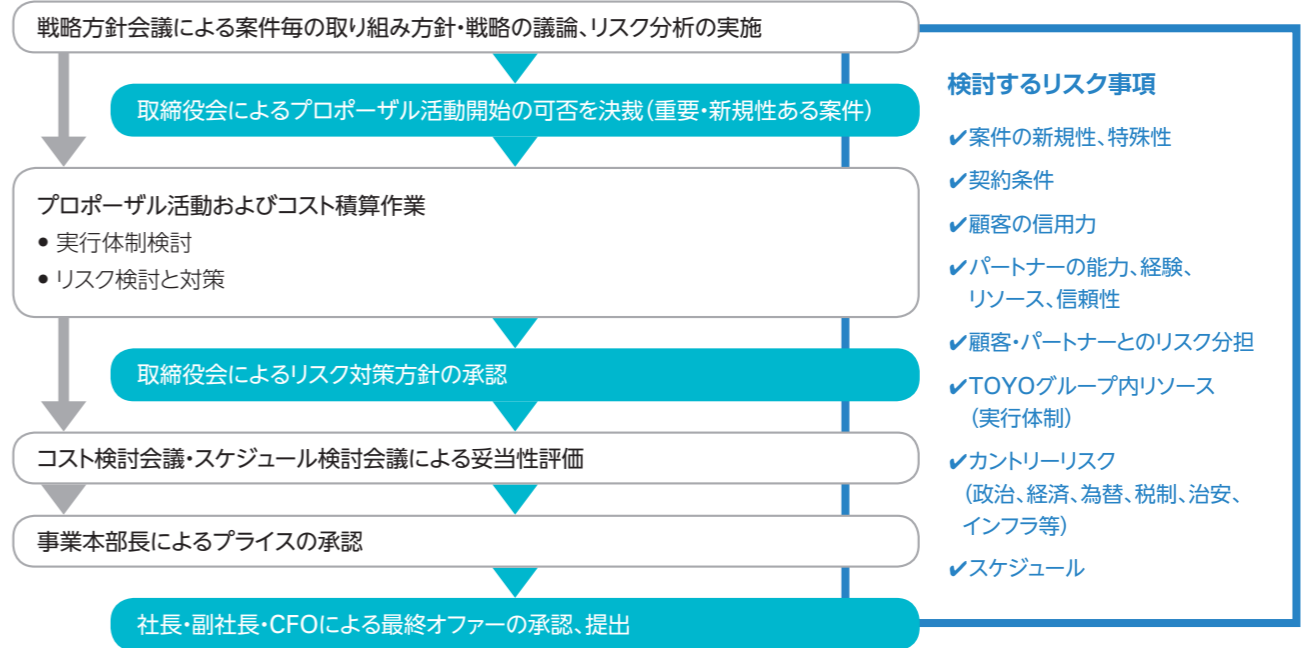 戦略方針会議による案件毎の取り組み方針・戦略の議論、リスク分析の実施
取締役会によるプロポーザル活動開始の可否を決裁（重要・新規性ある案件）
プロポーザル活動およびコスト積算作業
• 実行体制検討
• リスク検討と対策
取締役会によるリスク対策方針の承認
コスト検討会議・スケジュール検討会議による妥当性評価
事業本部長によるプライスの承認
社長・副社長・CFOによる最終オファーの承認、提出
検討するリスク事項
✔案件の新規性、特殊性
✔契約条件
✔顧客の信用力
✔パートナーの能力、経験、
リソース、信頼性
✔顧客・パートナーとのリスク分担
✔TOYOグループ内リソース
（実行体制）
✔カントリーリスク
（政治、経済、為替、税制、治安、
インフラ等）
✔スケジュール